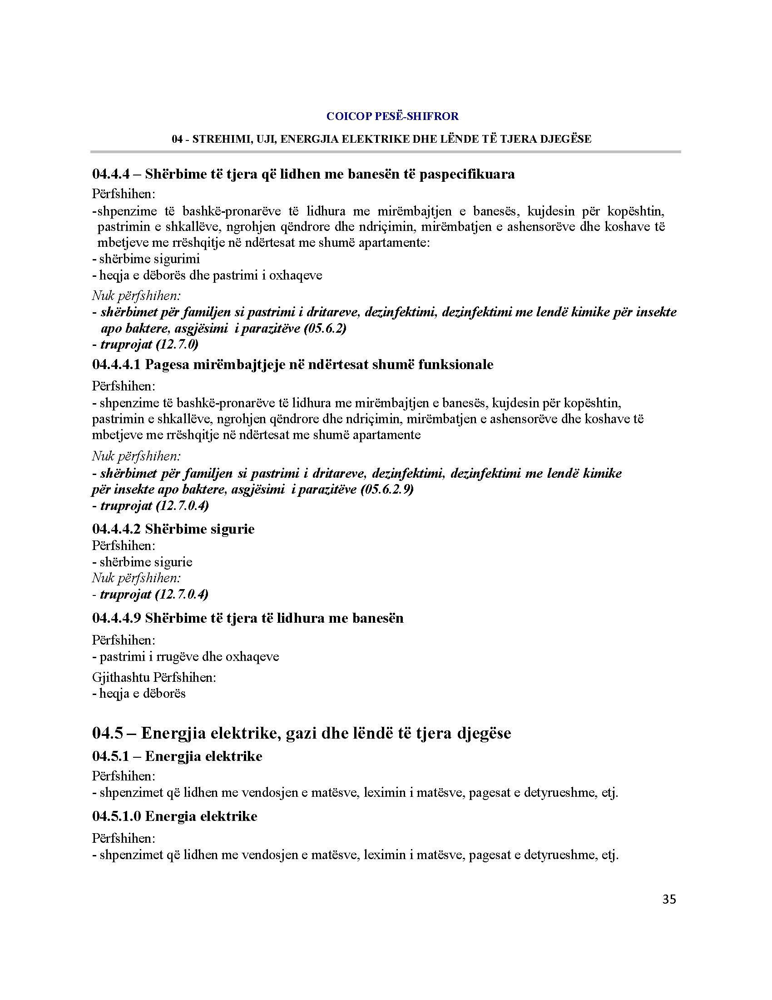 COICOP PESË-SHIFROR
04 - STREHIMI, UJI, ENERGJIA ELEKTRIKE DHE LËNDE TË TJERA DJEGËSE
04.4.4 – Shërbime të tjera që lidhen me banesën të paspecifikuara
Përfshihen:
-shpenzime të bashkë-pronarëve të lidhura me mirëmbajtjen e banesës, kujdesin për kopështin,
pastrimin e shkallëve, ngrohjen qëndrore dhe ndriçimin, mirëmbatjen e ashensorëve dhe koshave të
mbetjeve me rrëshqitje në ndërtesat me shumë apartamente:
- shërbime sigurimi
- heqja e dëborës dhe pastrimi i oxhaqeve
Nuk përfshihen:
- shërbimet për familjen si pastrimi i dritareve, dezinfektimi, dezinfektimi me lendë kimike për insekte
apo baktere, asgjësimi i parazitëve (05.6.2)
- truprojat (12.7.0)
04.4.4.1 Pagesa mirëmbajtjeje në ndërtesat shumë funksionale
Përfshihen:
- shpenzime të bashkë-pronarëve të lidhura me mirëmbajtjen e banesës, kujdesin për kopështin,
pastrimin e shkallëve, ngrohjen qëndrore dhe ndriçimin, mirëmbatjen e ashensorëve dhe koshave të
mbetjeve me rrëshqitje në ndërtesat me shumë apartamente
Nuk përfshihen:
- shërbimet për familjen si pastrimi i dritareve, dezinfektimi, dezinfektimi me lendë kimike
për insekte apo baktere, asgjësimi i parazitëve (05.6.2.9)
- truprojat (12.7.0.4)
04.4.4.2 Shërbime sigurie
Përfshihen:
- shërbime sigurie
Nuk përfshihen:
- truprojat (12.7.0.4)
04.4.4.9 Shërbime të tjera të lidhura me banesën
Përfshihen:
- pastrimi i rrugëve dhe oxhaqeve
Gjithashtu Përfshihen:
- heqja e dëborës
04.5 – Energjia elektrike, gazi dhe lëndë të tjera djegëse
04.5.1 – Energjia elektrike
Përfshihen:
- shpenzimet që lidhen me vendosjen e matësve, leximin i matësve, pagesat e detyrueshme, etj.
04.5.1.0 Energia elektrike
Përfshihen:
- shpenzimet që lidhen me vendosjen e matësve, leximin i matësve, pagesat e detyrueshme, etj.
35